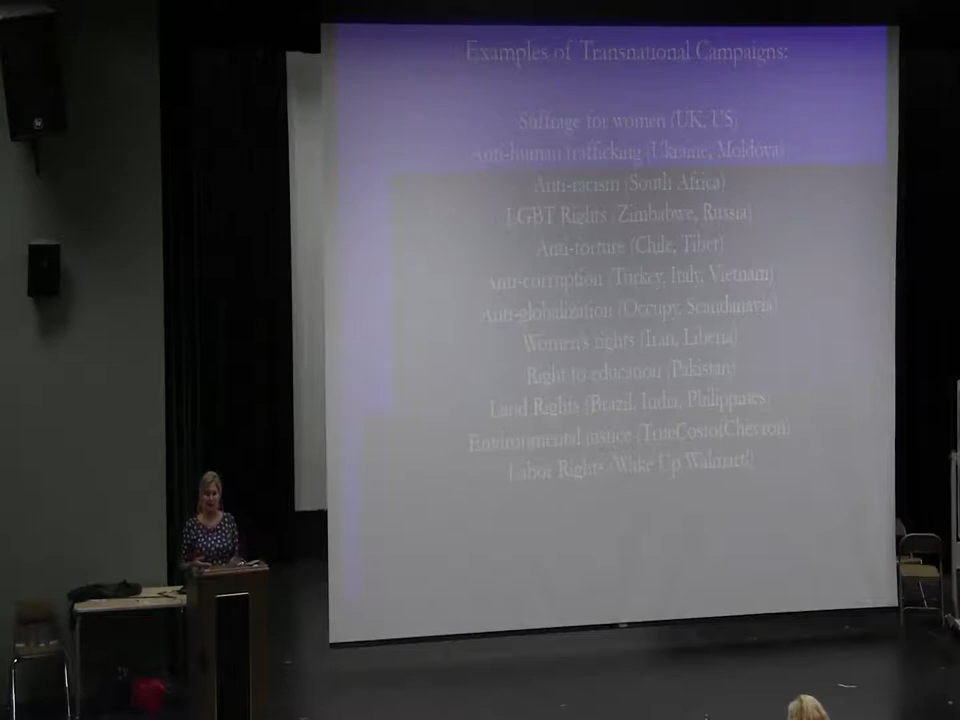 Examples of Transnational Campaigns:
Suffrage for women (UK, US)
Anti-human trafficking (Ukraine, Moldova)
Anti-racism (South Africa)
LGBT Rights (Zimbabwe, Russia)
Anti-torture (Chile, Tibet)
Anti-corruption (Turkey, Italy, Vietnam)
Anti-globalization (Occupy, Scandanavia)
Women's rights (Iran, Liberia)
Right to education (Pakistan)
Land Rights (Brazil, India, Philippines)
Environmental justice (TrueCostofChevron)
Labor Rights (Wake Up Walmart!)